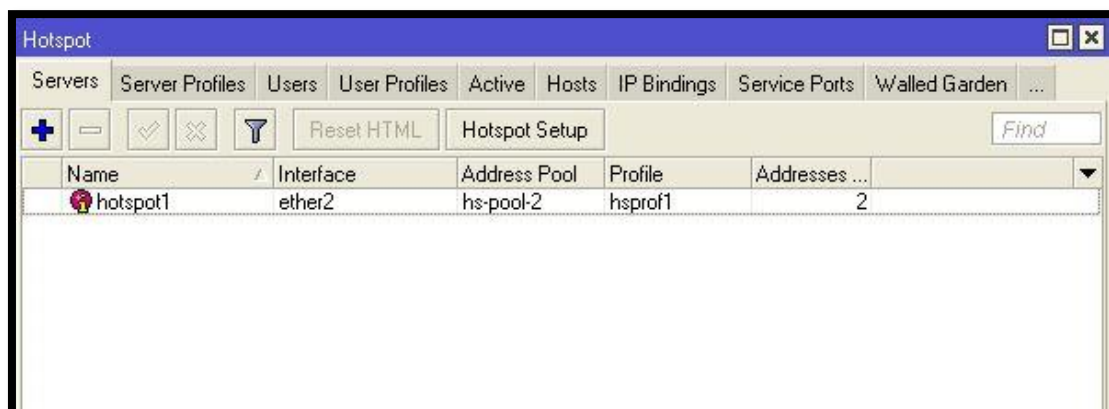 Hotspot
Servers Server Profiles Users User Profiles Active Hosts IP Bindings Service Ports Walled Garden ...
Reset HTML Hotspot Setup Find
Name Interface Address Pool Profile Addresses ...
hotspot1 ether2 hs-pool-2 hsprof1 2